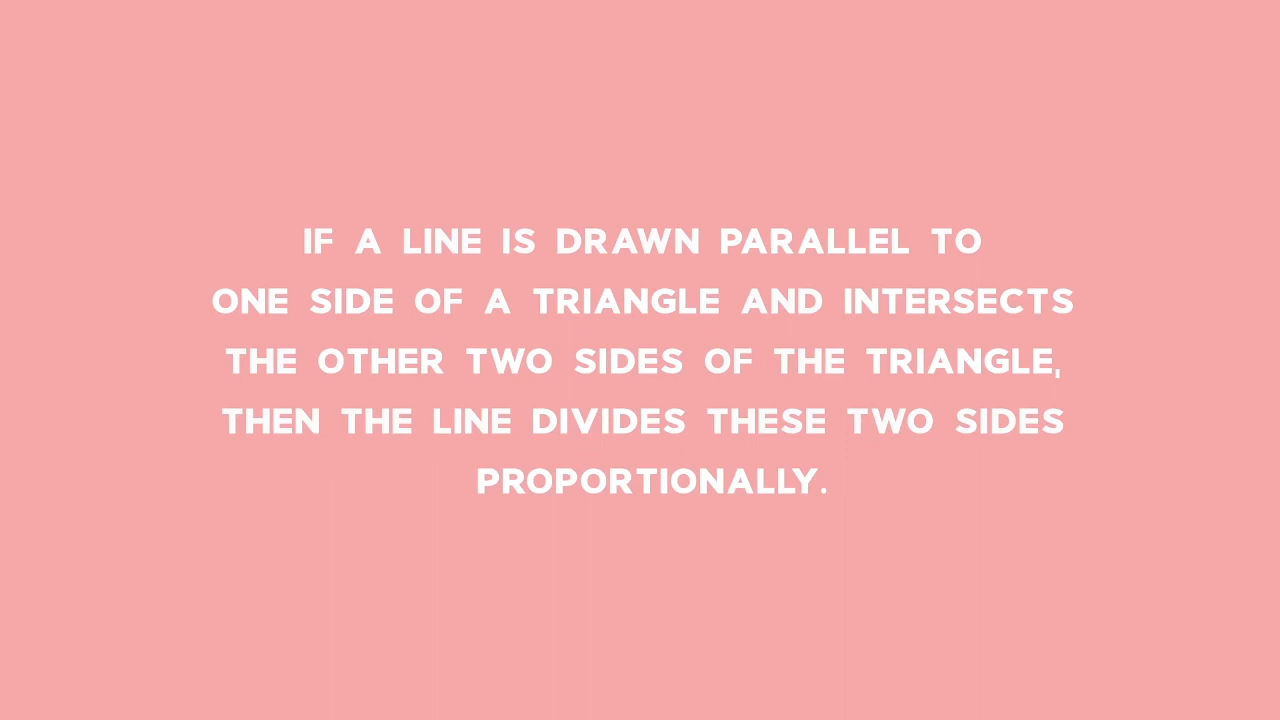 IF A LINE IS DRAWN PARALLEL TO
ONE SIDE OF A TRIANGLE AND INTERSECTS
THE OTHER TWO SIDES OF THE TRIANGLE,
THEN THE LINE DIVIDES THESE TWO SIDES
PROPORTIONALLY.